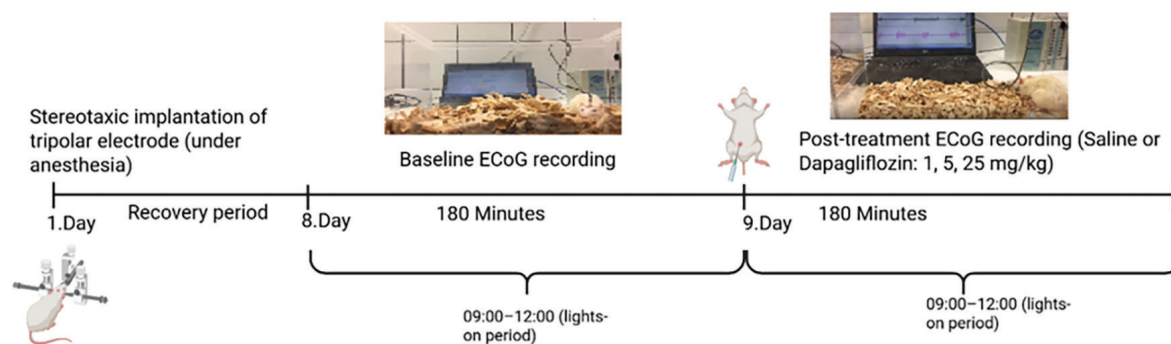 Stereotaxic implantation of
tripolar electrode (under
anesthesia)
Baseline ECoG recording
Post-treatment ECoG recording (Saline or
Dapagliflozin: 1, 5, 25 mg/kg)
1.Day
Recovery period
8.Day
180 Minutes
9.Day
180 Minutes
09:00–12:00 (lights-
on period)
09:00–12:00 (lights-
on period)